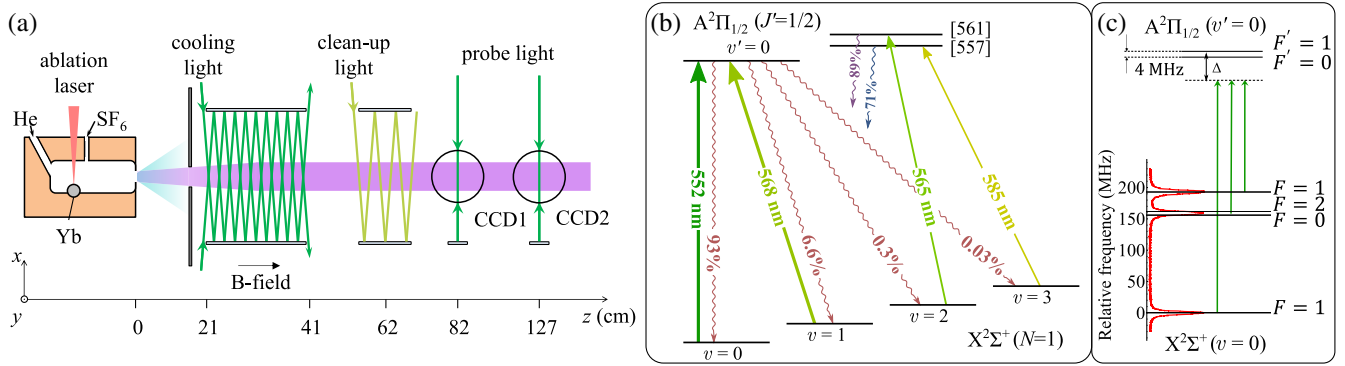 (a)
cooling
light
clean-up
light
probe light
ablation
laser
He
SF6
Yb
CCD1
CCD2
B-field
x
y
0
21
41
62
82
127
z (cm)
(b)
A²Π1/2 (J′=1/2)
v′ = 0
[561]
[557]
89%
71%
552 nm
568 nm
565 nm
585 nm
93%
6.6%
0.3%
0.03%
v = 0
v = 1
v = 2
v = 3
X²Σ⁺ (N=1)
(c)
A²Π1/2 (v′ = 0)
F′ = 1
F′ = 0
4 MHz
Δ
Relative frequency (MHz)
200
150
100
50
0
F = 1
F = 2
F = 0
F = 1
X²Σ⁺ (v = 0)